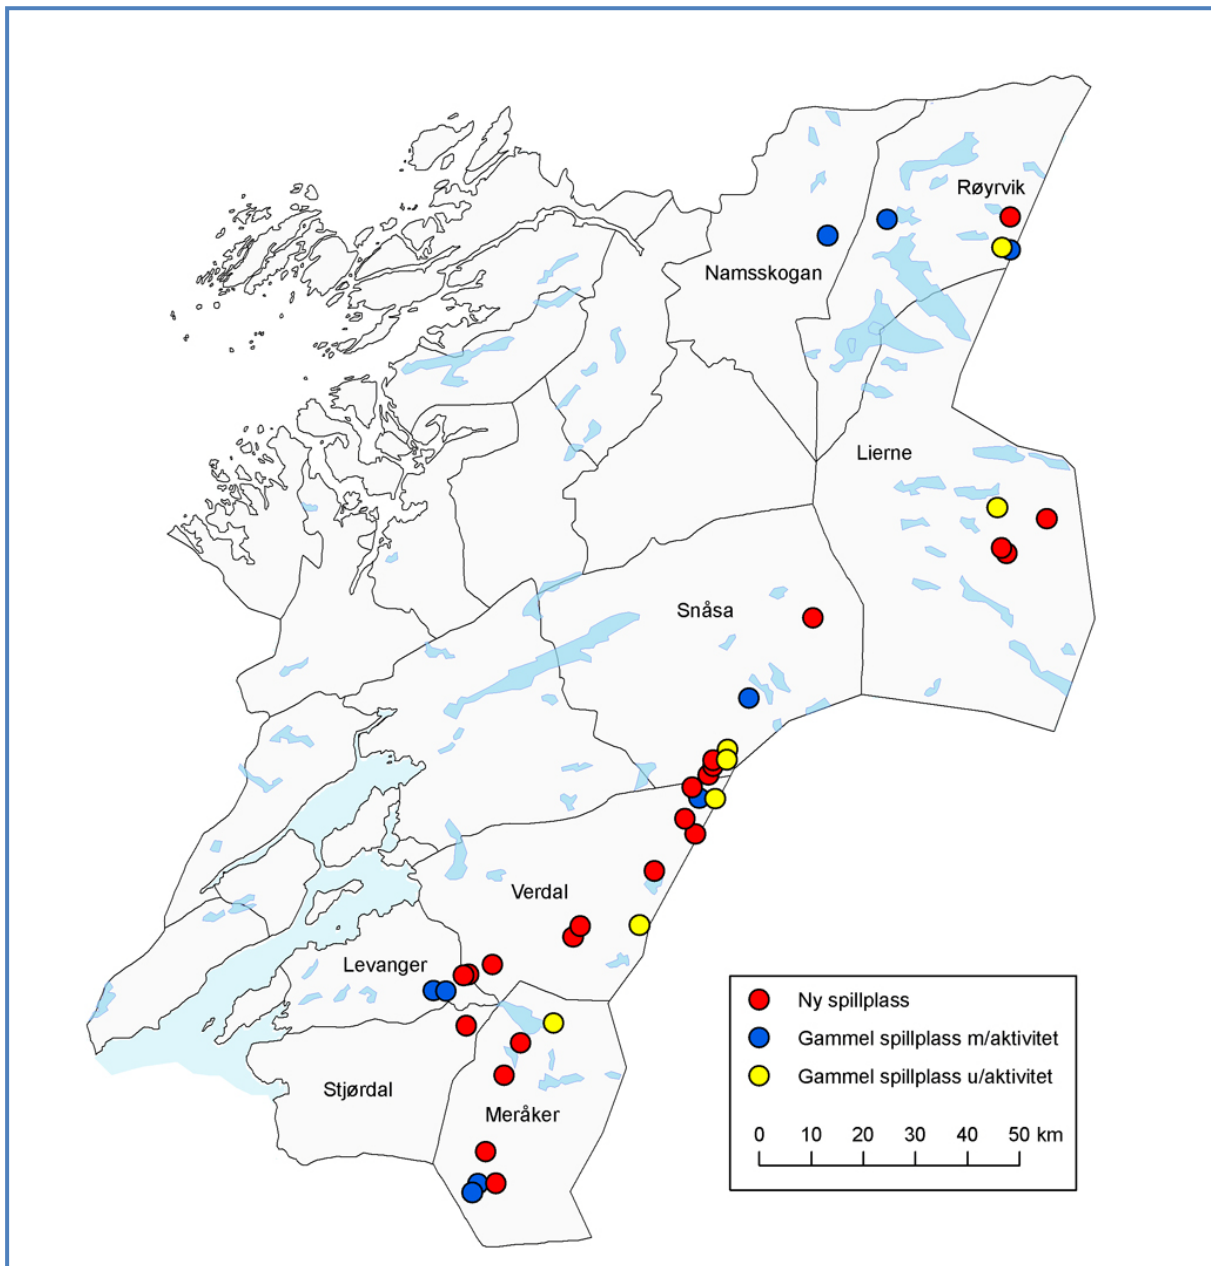 Røyrvik
Namsskogan
Lierne
Snåsa
Verdal
Levanger
Stjørdal
Meråker
Ny spillplass
Gammel spillplass m/aktivitet
Gammel spillplass u/aktivitet
0 10 20 30 40 50 km